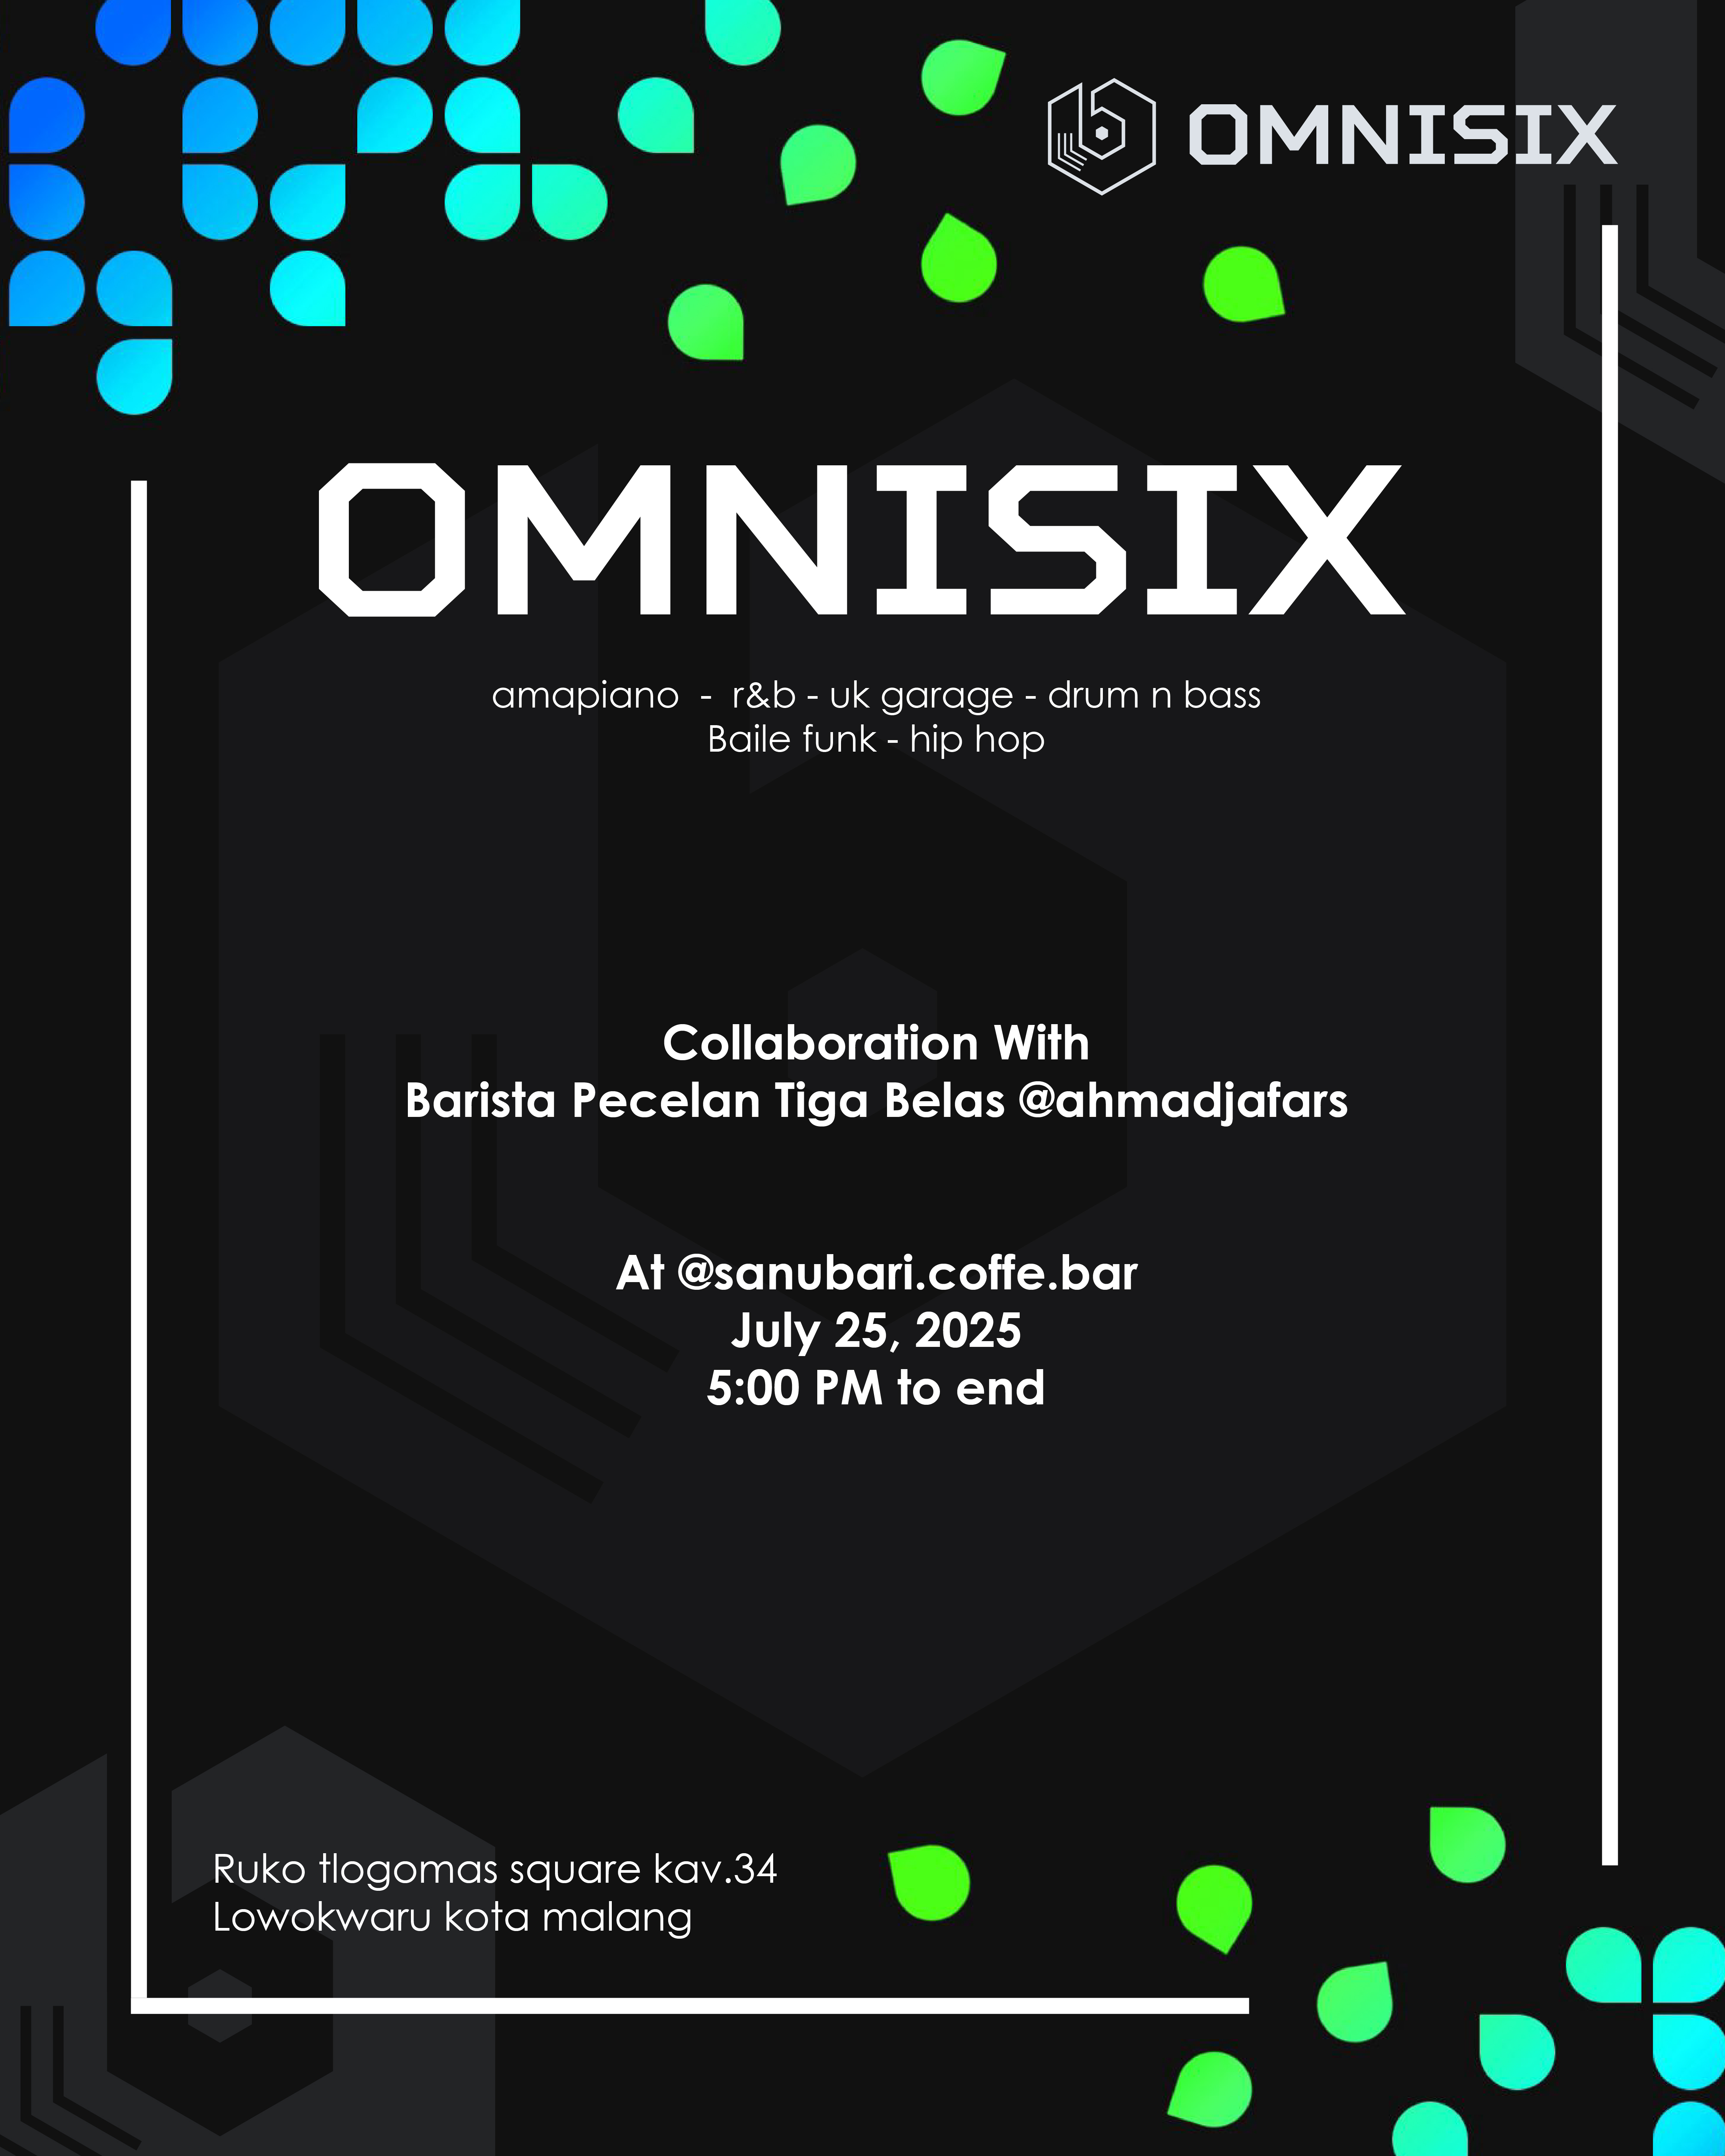 OMNISIX
OMNISIX
amapiano - r&b - uk garage - drum n bass
Baile funk - hip hop
Collaboration With
Barista Pecelan Tiga Belas @ahmadjafars
At @sanubari.coffe.bar
July 25, 2025
5:00 PM to end
Ruko tlogomas square kav.34
Lowokwaru kota malang